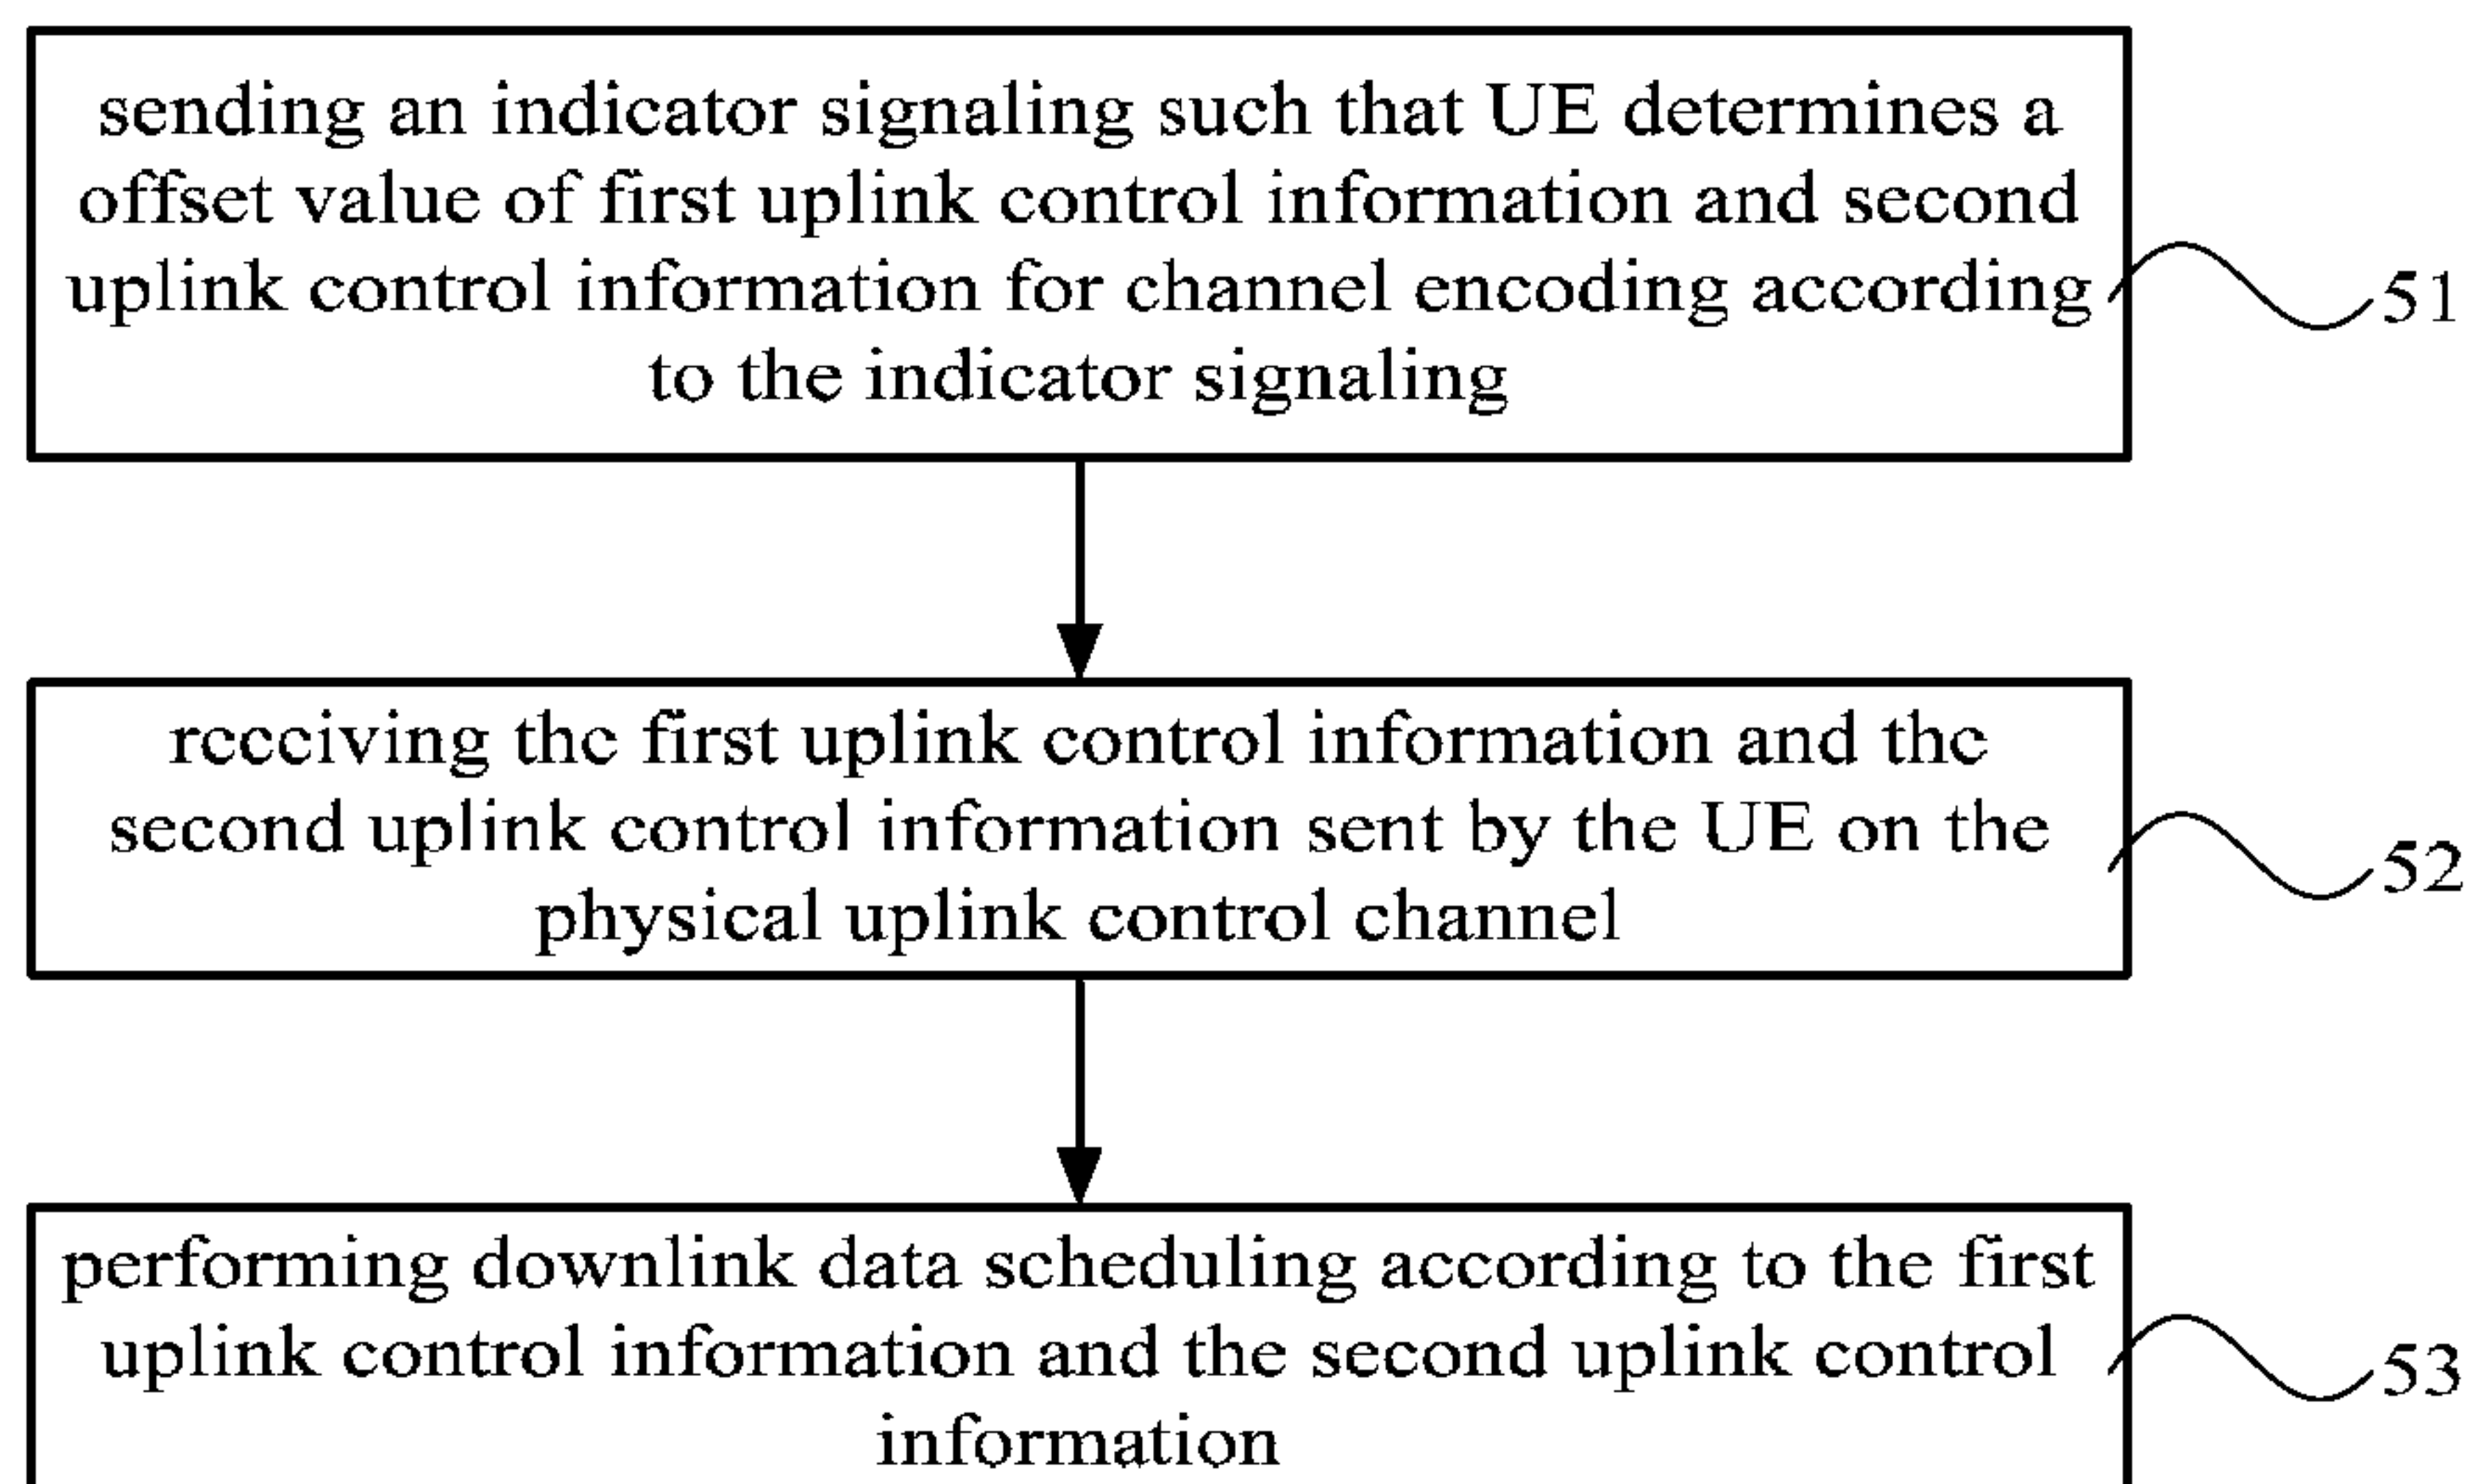 sending an indicator signaling such that UE determines a
offset value of first uplink control information and second
uplink control information for channel encoding according
to the indicator signaling
51
receiving the first uplink control information and the
second uplink control information sent by the UE on the
physical uplink control channel
52
performing downlink data scheduling according to the first
uplink control information and the second uplink control
information
53